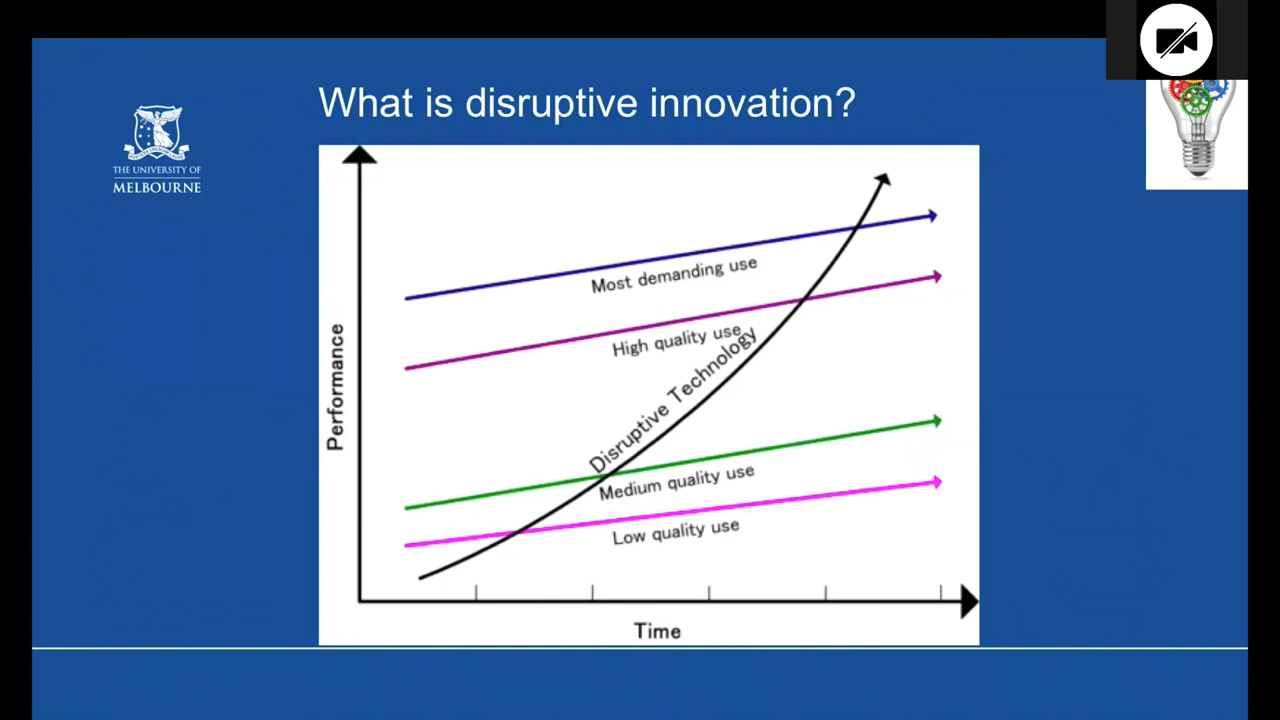 What is disruptive innovation?
THE UNIVERSITY OF
MELBOURNE
Most demanding use
High quality use
Disruptive Technology
Medium quality use
Low quality use
Performance
Time